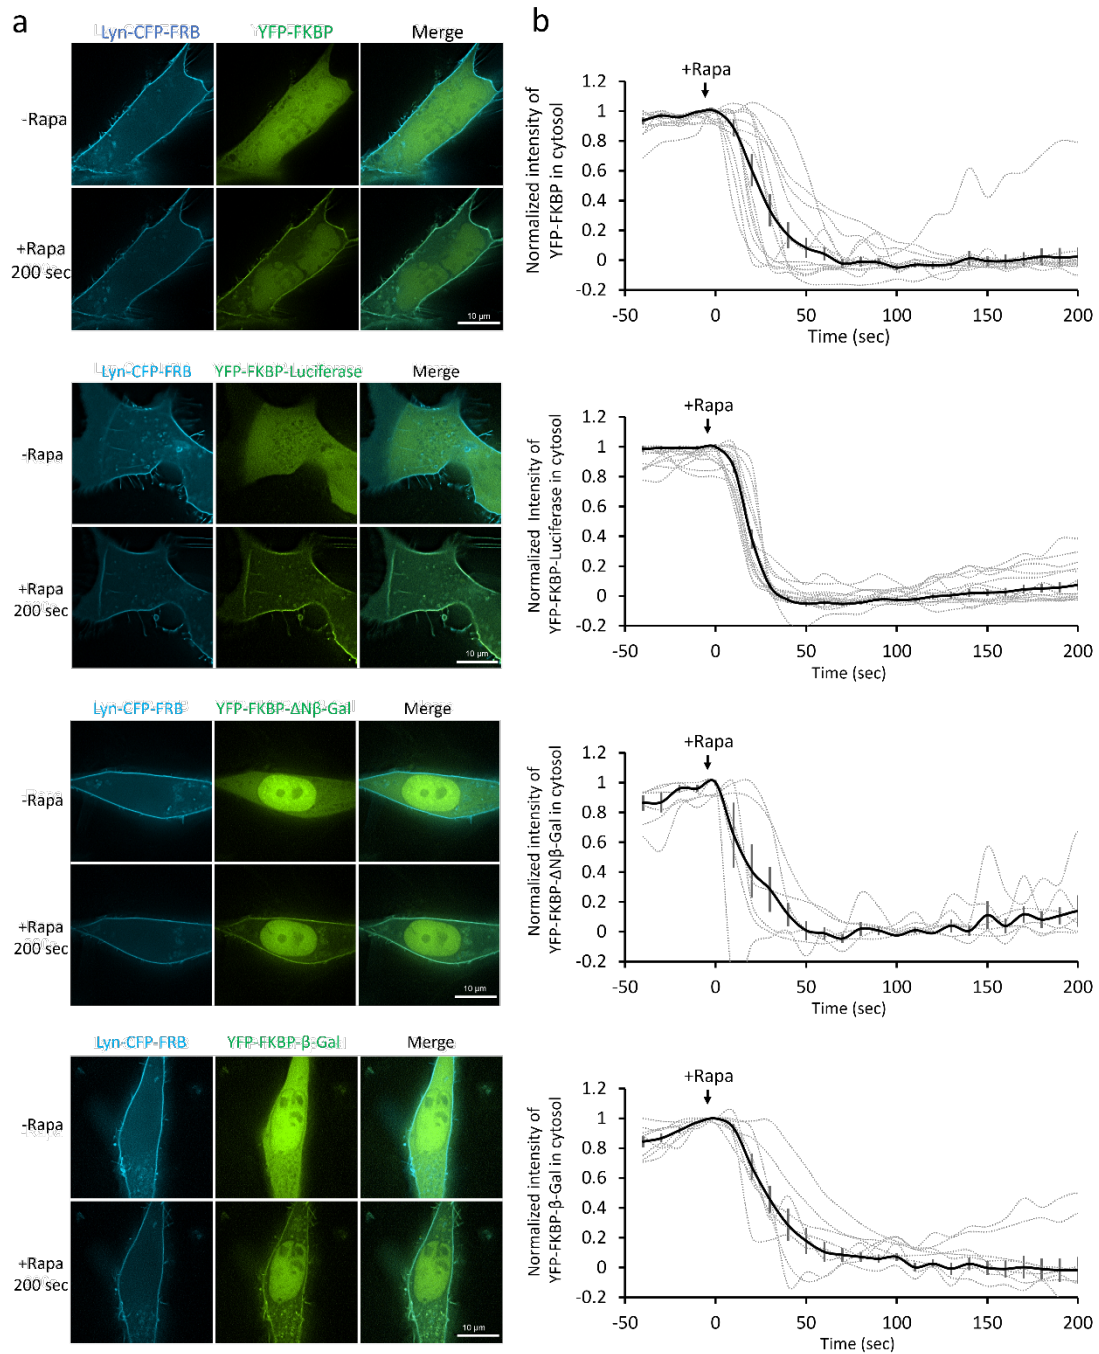 a
Lyn-CFP-FRB YFP-FKBP Merge
-Rapa
+Rapa
200 sec
10 µm
Lyn-CFP-FRB YFP-FKBP-Luciferase Merge
-Rapa
+Rapa
200 sec
10 µm
Lyn-CFP-FRB YFP-FKBP-ΔNβ-Gal Merge
-Rapa
+Rapa
200 sec
10 µm
Lyn-CFP-FRB YFP-FKBP-β-Gal Merge
-Rapa
+Rapa
200 sec
10 µm
b
Normalized intensity of
YFP-FKBP in cytosol
+Rapa
1.2
1
0.8
0.6
0.4
0.2
0
-0.2
-50 0 50 100 150 200
Time (sec)
Normalized Intensity of
YFP-FKBP-Luciferase in cytosol
+Rapa
1.2
1
0.8
0.6
0.4
0.2
0
-0.2
-50 0 50 100 150 200
Time (sec)
Normalized intensity of
YFP-FKBP-ΔNβ-Gal in cytosol
+Rapa
1.2
1
0.8
0.6
0.4
0.2
0
-0.2
-50 0 50 100 150 200
Time (sec)
Normalized intensity of
YFP-FKBP-β-Gal in cytosol
+Rapa
1.2
1
0.8
0.6
0.4
0.2
0
-0.2
-50 0 50 100 150 200
Time (sec)